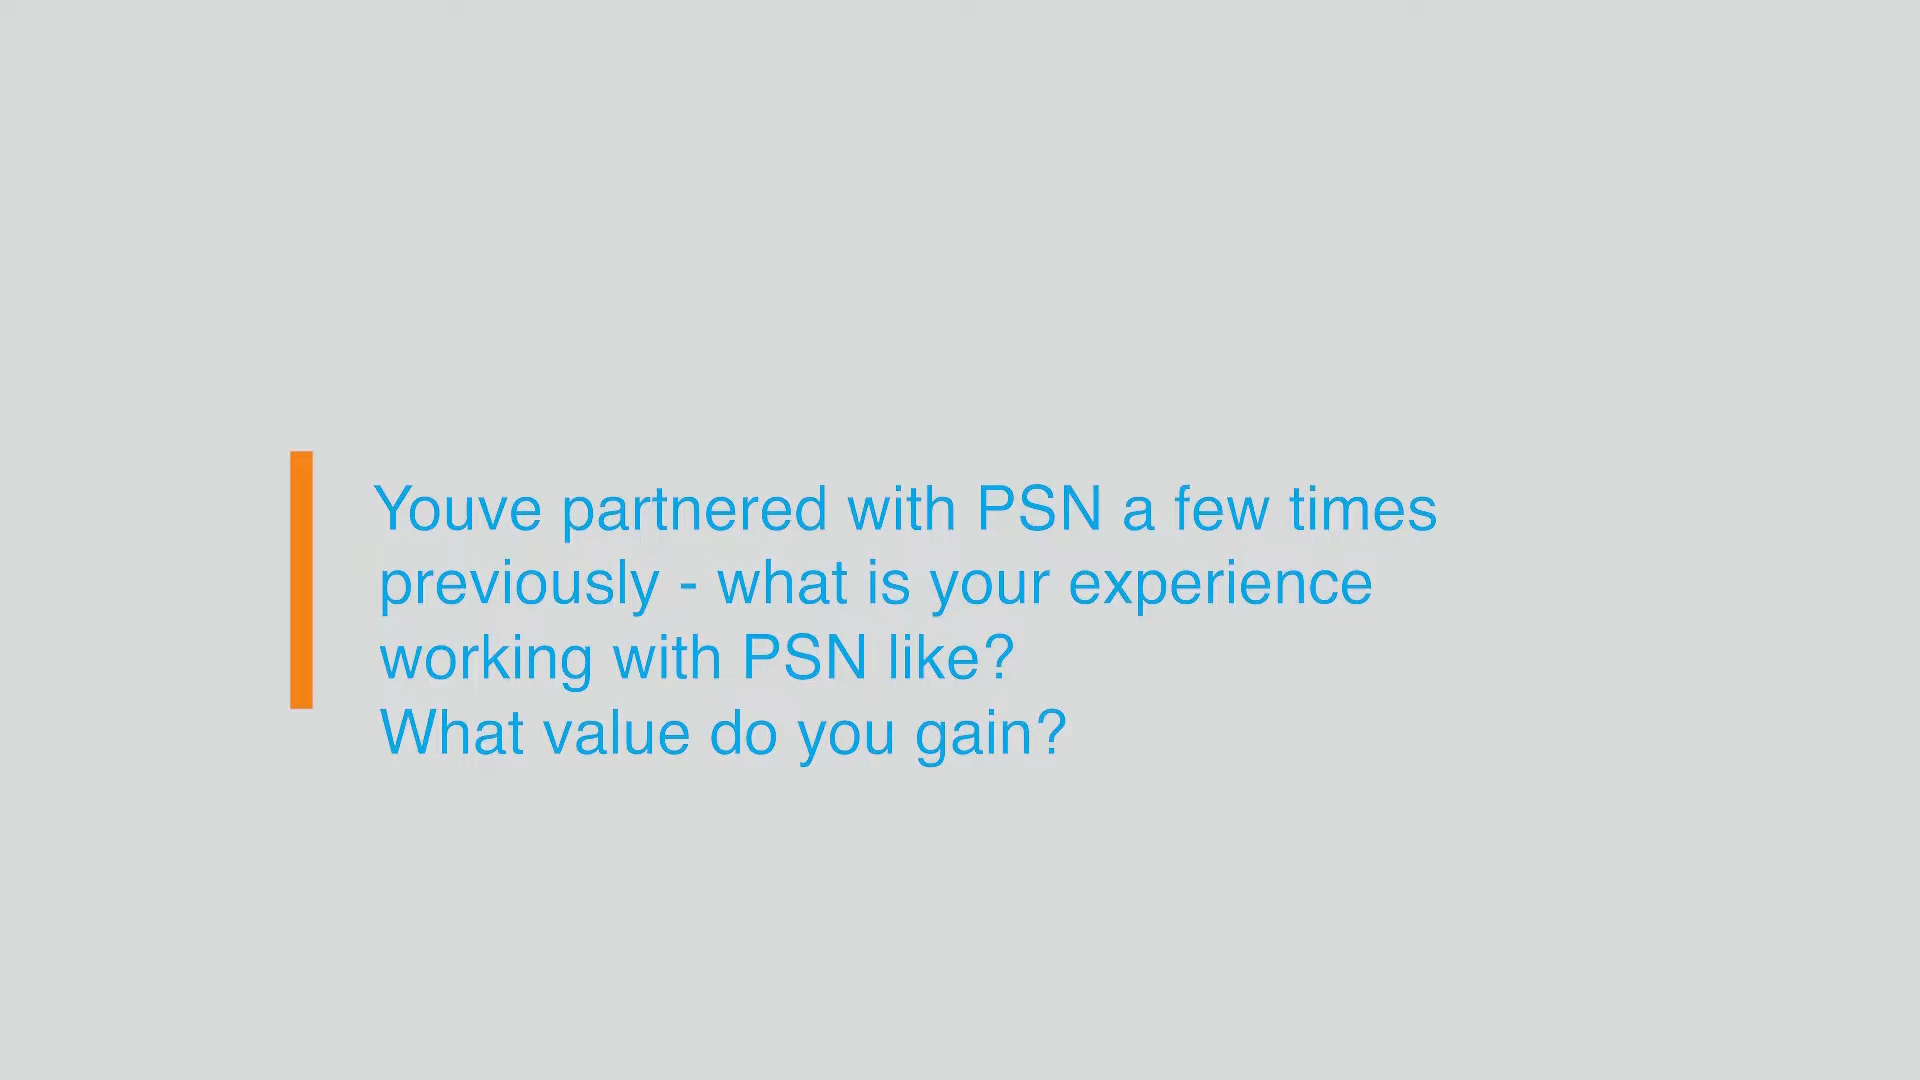 Youve partnered with PSN a few times
previously - what is your experience
working with PSN like?
What value do you gain?